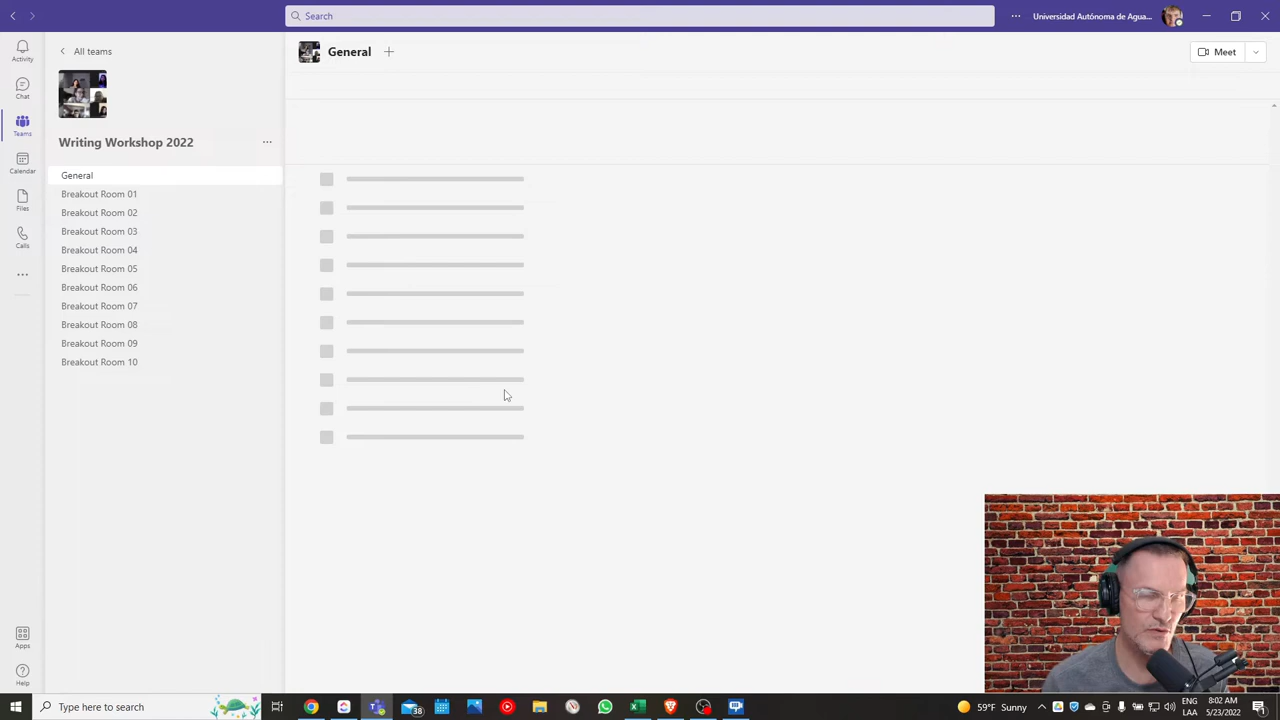 Search
Universidad Autónoma de Agua...
Activity
Chat
Teams
Calendar
Files
Calls
Apps
Help
All teams
Writing Workshop 2022
General
Breakout Room 01
Breakout Room 02
Breakout Room 03
Breakout Room 04
Breakout Room 05
Breakout Room 06
Breakout Room 07
Breakout Room 08
Breakout Room 09
Breakout Room 10
General
Meet
Type here to search
38
59°F Sunny
ENG
LAA
8:02 AM
5/23/2022